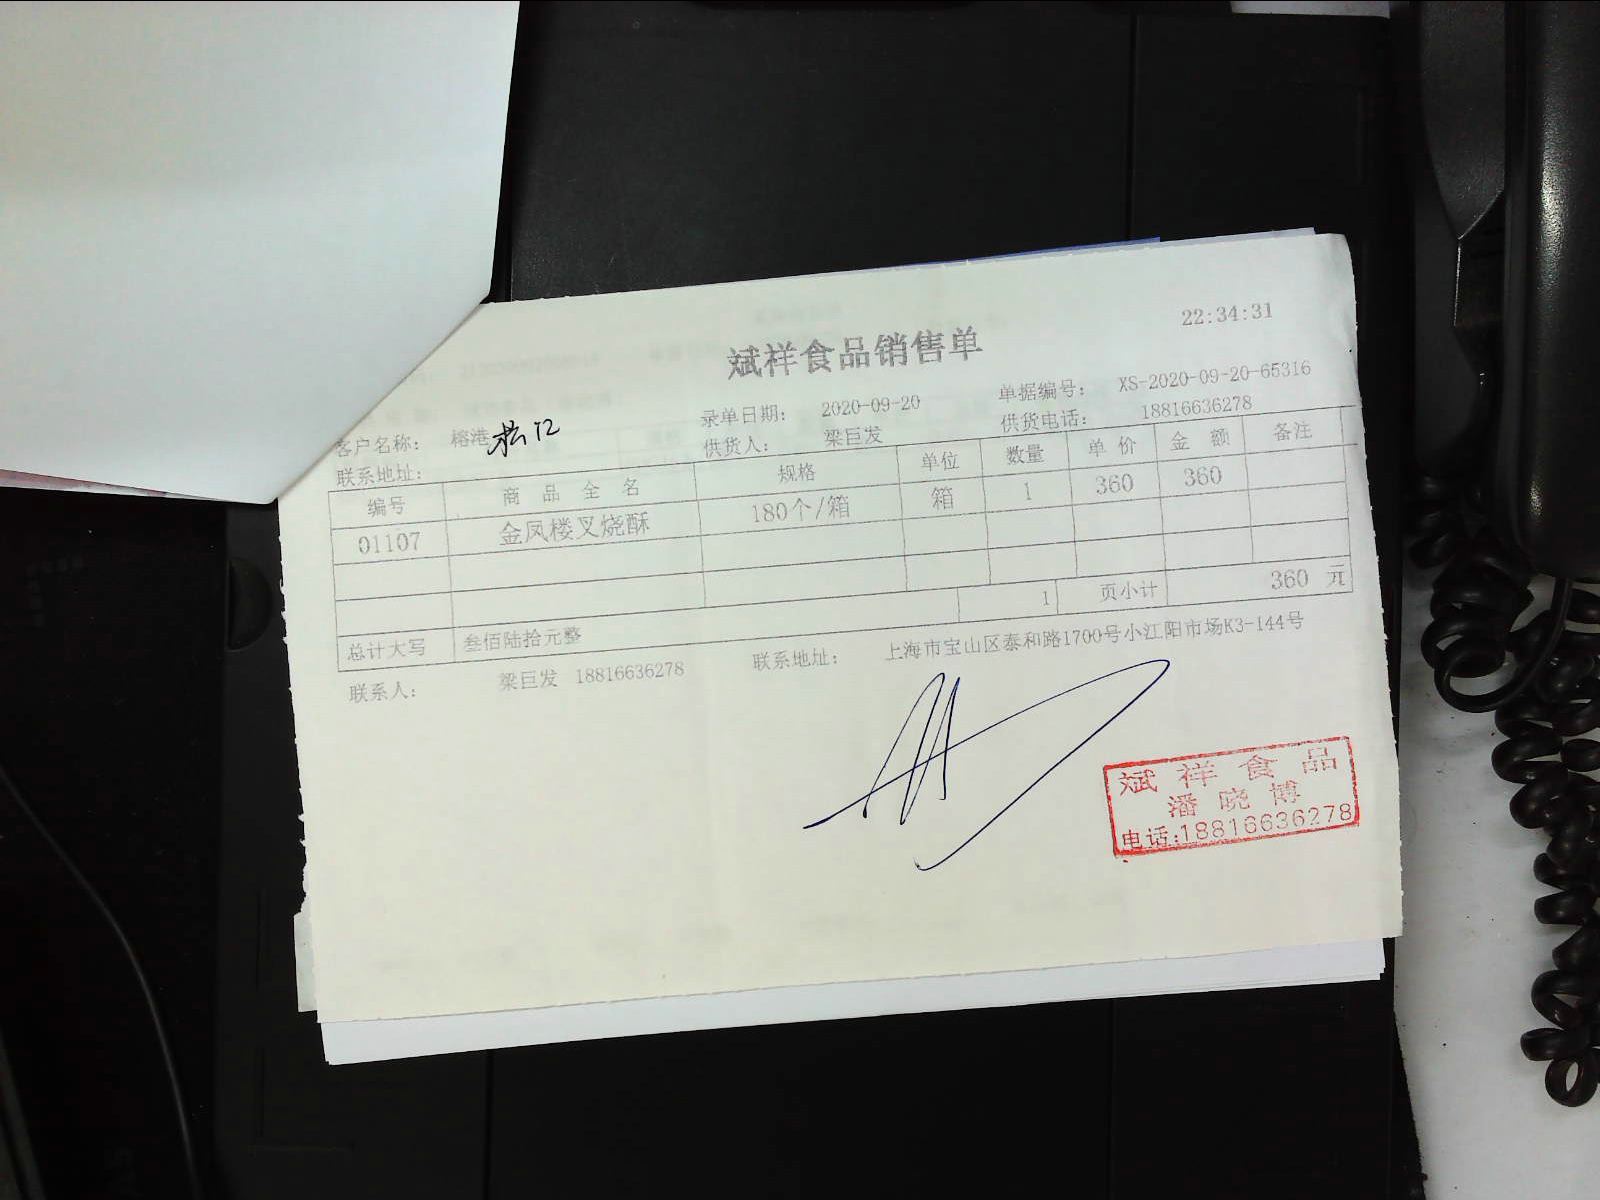 22:34:31
斌祥食品销售单
录单日期： 2020-09-20 单据编号： XS-2020-09-20-65316
客户名称： 榕港松江 供货人： 梁巨发 供货电话： 18816636278
联系地址：
编号 商品全名 规格 单位 数量 单价 金额 备注
01107 金凤楼叉烧酥 180个/箱 箱 1 360 360
1 页小计 360 元
总计大写 叁佰陆拾元整
联系人： 梁巨发 18816636278 联系地址： 上海市宝山区泰和路1700号小江阳市场K3-144号
斌祥食品
潘晓博
电话:18816636278